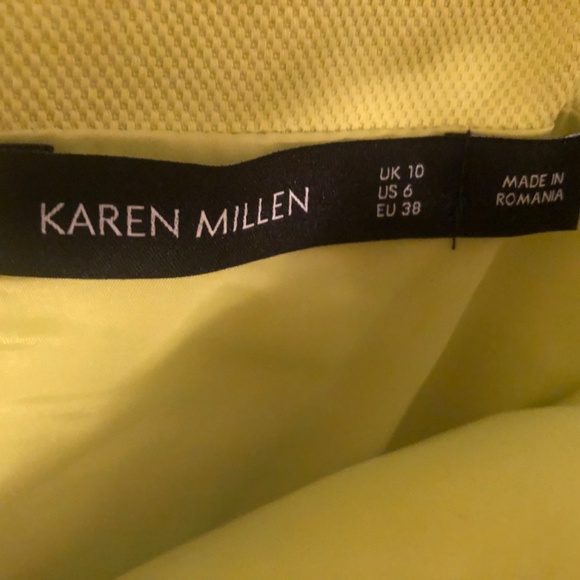 KAREN MILLEN
UK 10
US 6
EU 38
MADE IN
ROMANIA